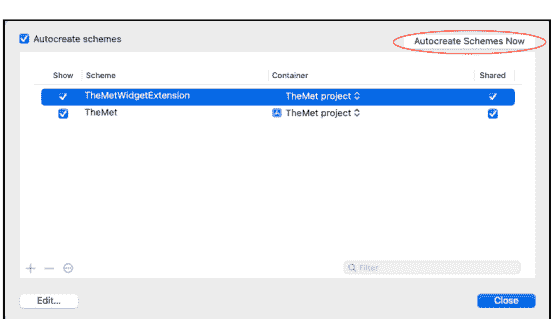 Autocreate schemes
Autocreate Schemes Now
Show Scheme Container Shared
TheMetWidgetExtension TheMet project
TheMet TheMet project
Filter
Edit...
Close